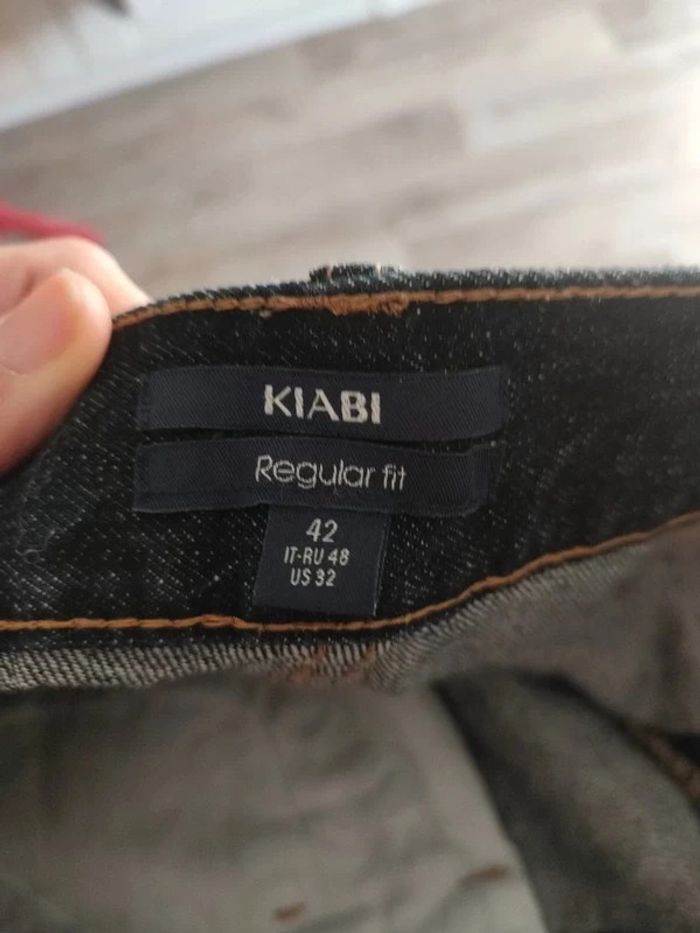 KIABI
Regular fit
42
IT-RU 48
US 32